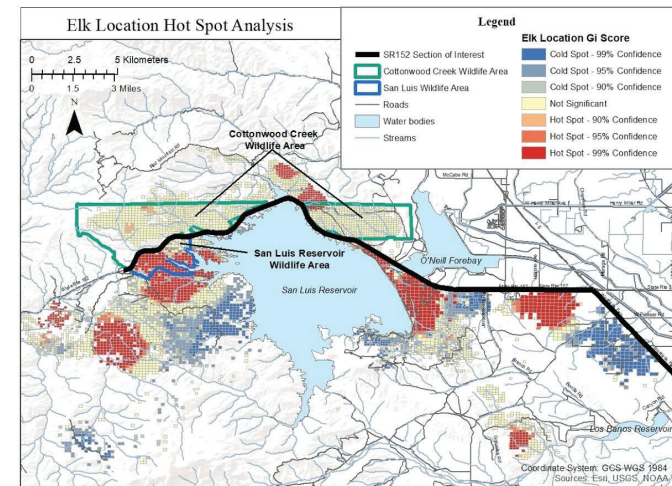 Elk Location Hot Spot Analysis
0 2.5 5 Kilometers
0 1.5 3 Miles
N
Legend
SR152 Section of Interest
Cottonwood Creek Wildlife Area
San Luis Wildlife Area
Roads
Water bodies
Streams
Elk Location Gi Score
Cold Spot - 99% Confidence
Cold Spot - 95% Confidence
Cold Spot - 90% Confidence
Not Significant
Hot Spot - 90% Confidence
Hot Spot - 95% Confidence
Hot Spot - 99% Confidence
Cottonwood Creek
Wildlife Area
McCabe Rd
San Luis Reservoir
Wildlife Area
O'Neill Forebay
San Luis Reservoir
Los Banos Reservoir
Coordinate System: GCS WGS 1984
Sources: Esri, USGS, NOAA